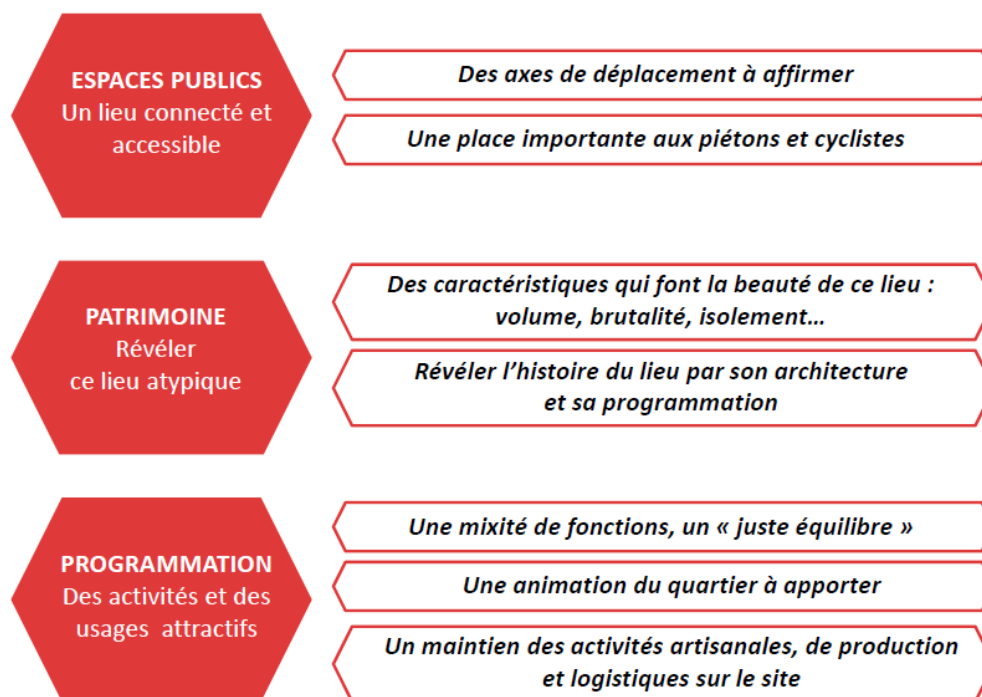 ESPACES PUBLICS
Un lieu connecté et
accessible
Des axes de déplacement à affirmer
Une place importante aux piétons et cyclistes
PATRIMOINE
Révéler
ce lieu atypique
Des caractéristiques qui font la beauté de ce lieu :
volume, brutalité, isolement…
Révéler l’histoire du lieu par son architecture
et sa programmation
PROGRAMMATION
Des activités et des
usages attractifs
Une mixité de fonctions, un « juste équilibre »
Une animation du quartier à apporter
Un maintien des activités artisanales, de production
et logistiques sur le site